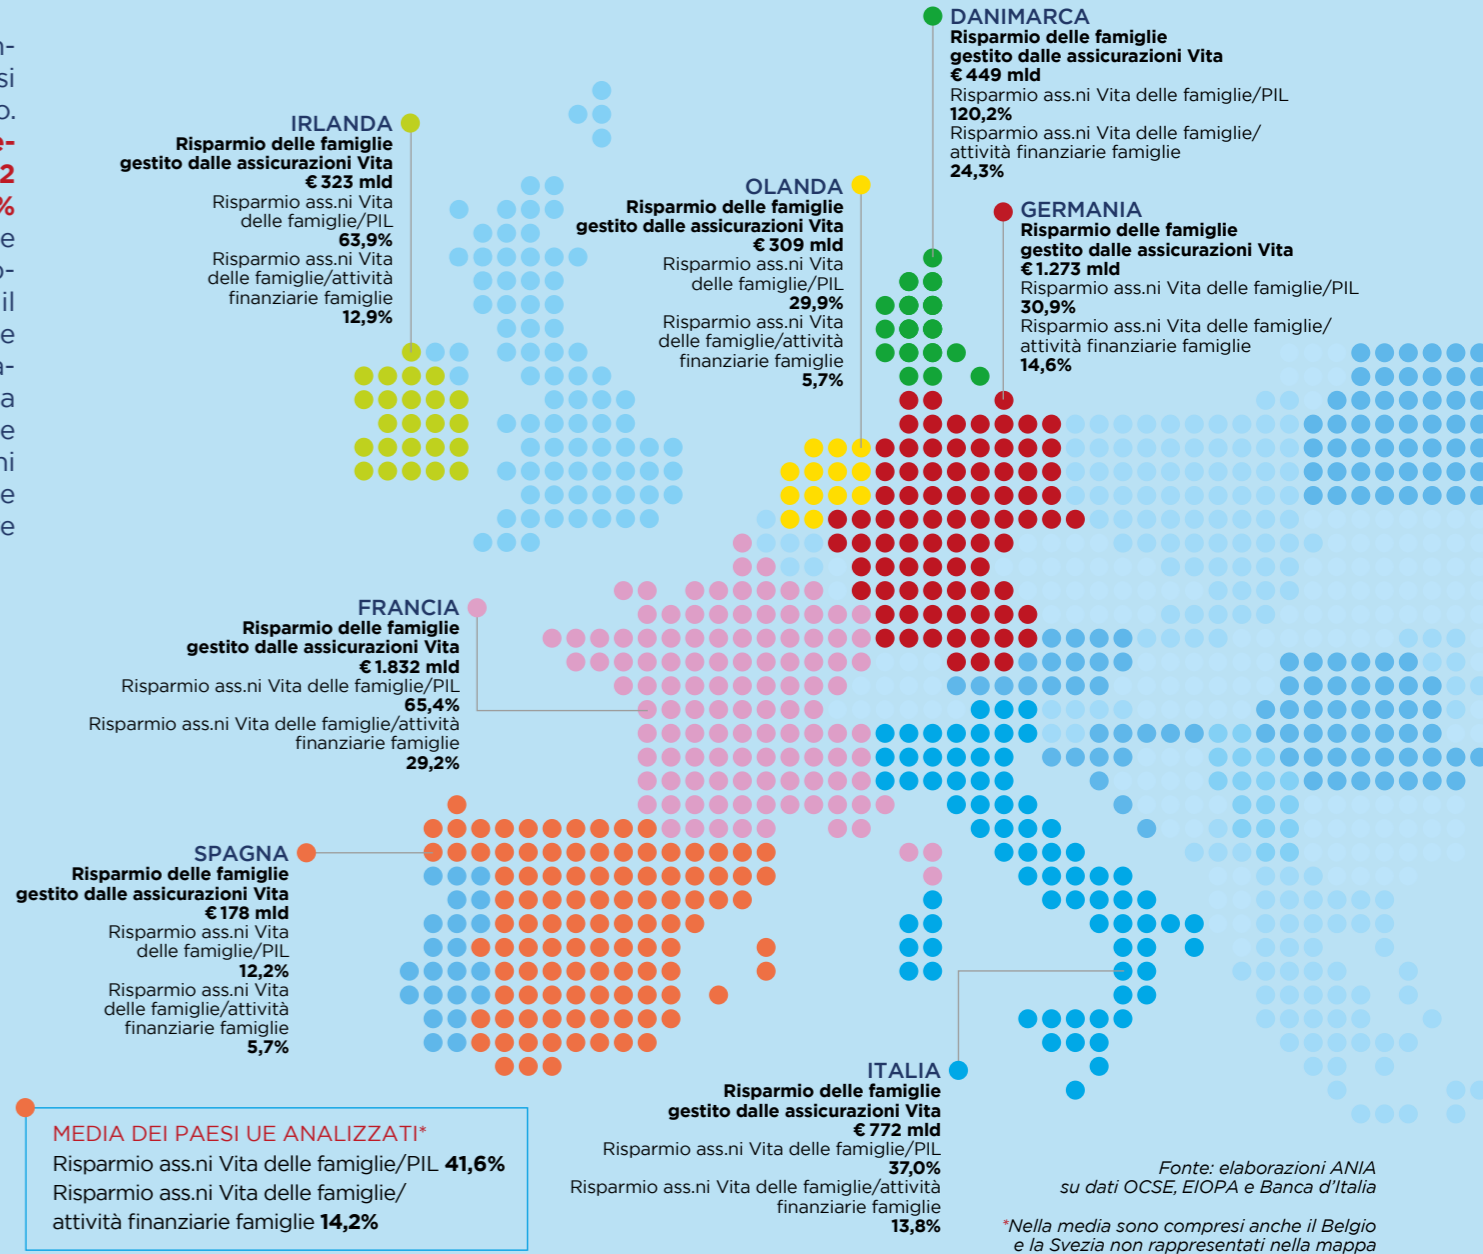 n-
si
o.
e-
2
%
e
o-
il
e
a-
a
e
ni
e
e
DANIMARCA
Risparmio delle famiglie
gestito dalle assicurazioni Vita
€ 449 mld
Risparmio ass.ni Vita delle famiglie/PIL
120,2%
Risparmio ass.ni Vita delle famiglie/
attività finanziarie famiglie
24,3%
IRLANDA
Risparmio delle famiglie
gestito dalle assicurazioni Vita
€ 323 mld
Risparmio ass.ni Vita
delle famiglie/PIL
63,9%
Risparmio ass.ni Vita
delle famiglie/attività
finanziarie famiglie
12,9%
OLANDA
Risparmio delle famiglie
gestito dalle assicurazioni Vita
€ 309 mld
Risparmio ass.ni Vita
delle famiglie/PIL
29,9%
Risparmio ass.ni Vita
delle famiglie/attività
finanziarie famiglie
5,7%
GERMANIA
Risparmio delle famiglie
gestito dalle assicurazioni Vita
€ 1.273 mld
Risparmio ass.ni Vita delle famiglie/PIL
30,9%
Risparmio ass.ni Vita delle famiglie/
attività finanziarie famiglie
14,6%
FRANCIA
Risparmio delle famiglie
gestito dalle assicurazioni Vita
€ 1.832 mld
Risparmio ass.ni Vita delle famiglie/PIL
65,4%
Risparmio ass.ni Vita delle famiglie/attività
finanziarie famiglie
29,2%
SPAGNA
Risparmio delle famiglie
gestito dalle assicurazioni Vita
€ 178 mld
Risparmio ass.ni Vita
delle famiglie/PIL
12,2%
Risparmio ass.ni Vita
delle famiglie/attività
finanziarie famiglie
5,7%
ITALIA
Risparmio delle famiglie
gestito dalle assicurazioni Vita
€ 772 mld
Risparmio ass.ni Vita delle famiglie/PIL
37,0%
Risparmio ass.ni Vita delle famiglie/attività
finanziarie famiglie
13,8%
MEDIA DEI PAESI UE ANALIZZATI*
Risparmio ass.ni Vita delle famiglie/PIL 41,6%
Risparmio ass.ni Vita delle famiglie/
attività finanziarie famiglie 14,2%
Fonte: elaborazioni ANIA
su dati OCSE, EIOPA e Banca d'Italia
*Nella media sono compresi anche il Belgio
e la Svezia non rappresentati nella mappa